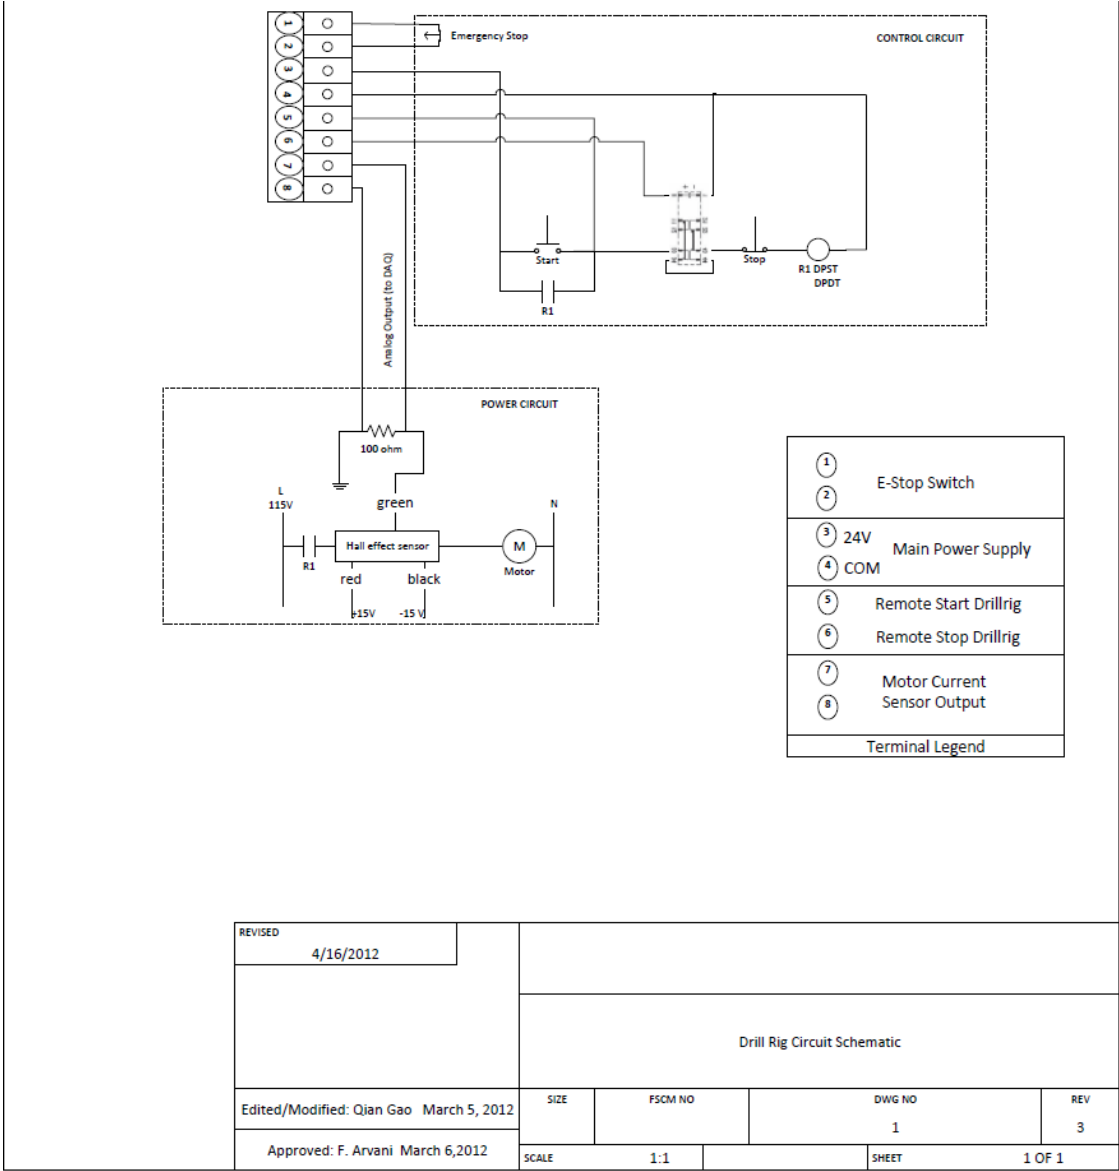 1
2
3
4
5
6
7
8
Emergency Stop
CONTROL CIRCUIT
Start
R1
Stop
R1 DPST
DPDT
Analog Output (to DAQ)
POWER CIRCUIT
100 ohm
L
115V
green
N
Hall effect sensor
M
R1
Motor
red
black
+15V
-15 V
1
2
E-Stop Switch
3 24V
4 COM
Main Power Supply
5 Remote Start Drillrig
6 Remote Stop Drillrig
7
8
Motor Current
Sensor Output
Terminal Legend
REVISED
4/16/2012
Drill Rig Circuit Schematic
Edited/Modified: Qian Gao March 5, 2012
Approved: F. Arvani March 6,2012
SIZE
FSCM NO
DWG NO
1
REV
3
SCALE
1:1
SHEET
1 OF 1